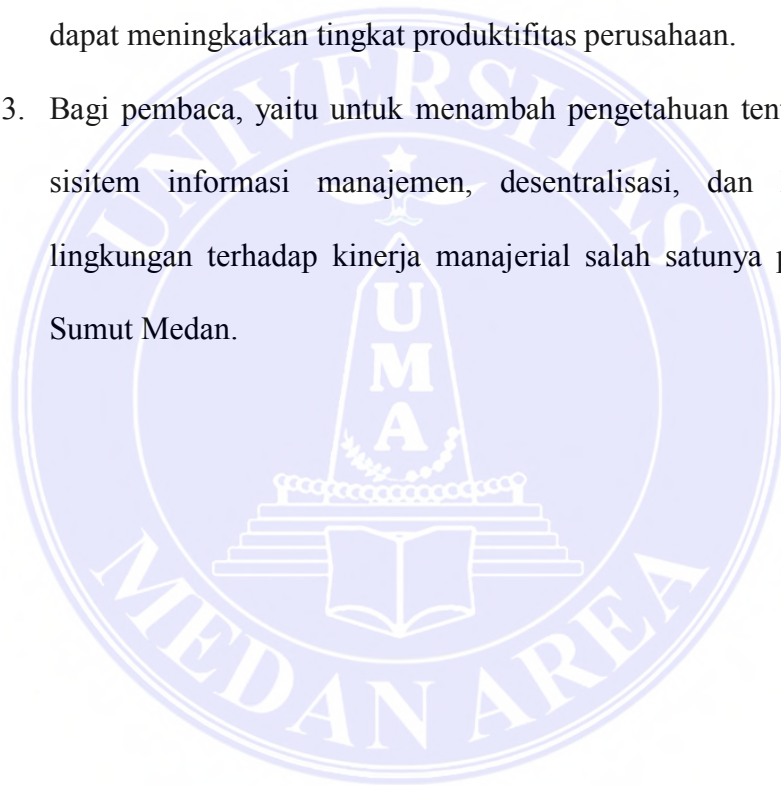 dapat meningkatkan tingkat produktifitas perusahaan.
3. Bagi pembaca, yaitu untuk menambah pengetahuan
sisitem informasi manajemen, desentralisasi, dan
lingkungan terhadap kinerja manajerial salah satunya
Sumut Medan.
UNIVERSITAS
UMA
MEDAN AREA